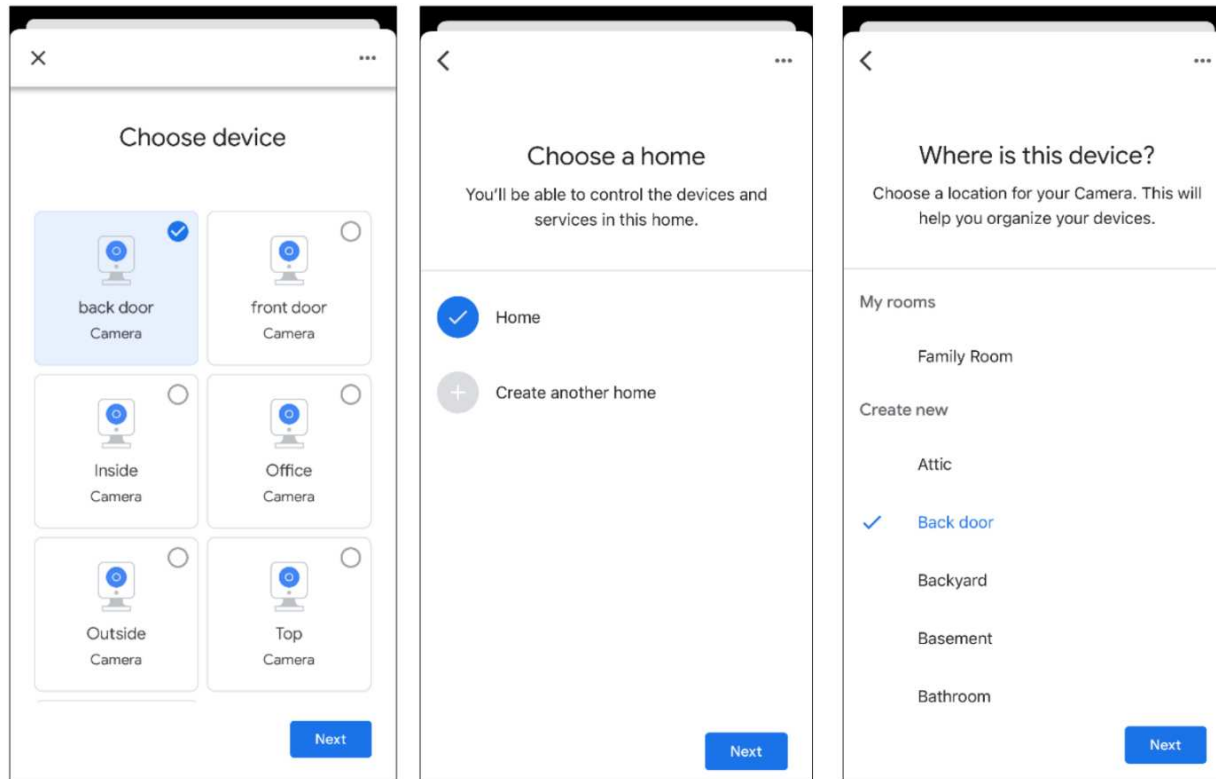 Choose device
back door
Camera
front door
Camera
Inside
Camera
Office
Camera
Outside
Camera
Top
Camera
Next
Choose a home
You'll be able to control the devices and
services in this home.
Home
Create another home
Next
Where is this device?
Choose a location for your Camera. This will
help you organize your devices.
My rooms
Family Room
Create new
Attic
Back door
Backyard
Basement
Bathroom
Next